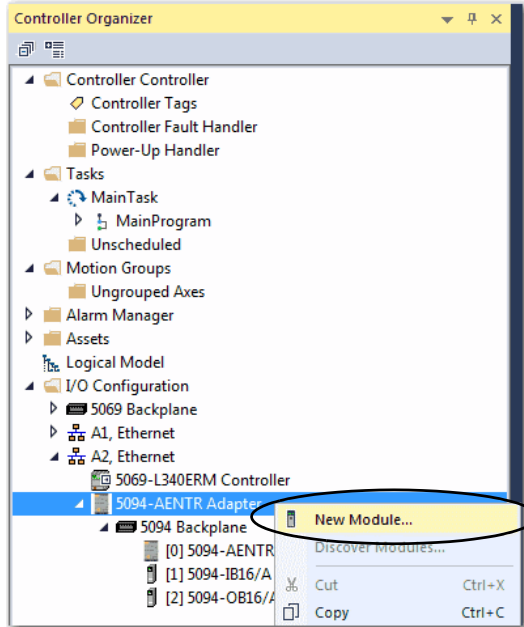 Controller Organizer
Controller Controller
Controller Tags
Controller Fault Handler
Power-Up Handler
Tasks
MainTask
MainProgram
Unscheduled
Motion Groups
Ungrouped Axes
Alarm Manager
Assets
Logical Model
I/O Configuration
5069 Backplane
A1, Ethernet
A2, Ethernet
5069-L340ERM Controller
5094-AENTR Adapter
New Module...
5094 Backplane
[0] 5094-AENTR
Discover Modules...
[1] 5094-IB16/A
Cut Ctrl+X
[2] 5094-OB16/A
Copy Ctrl+C